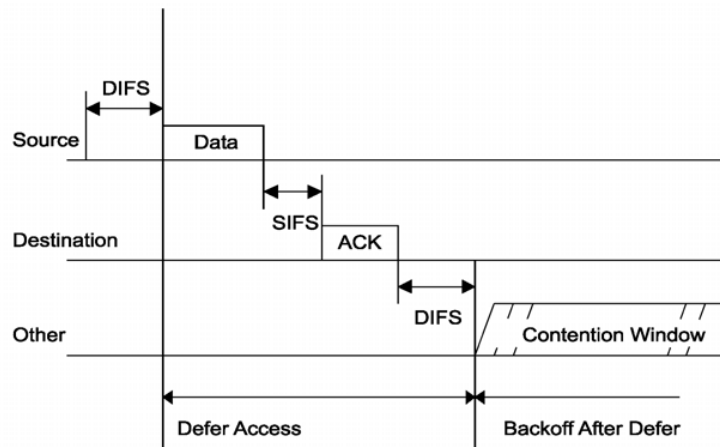 DIFS
Source
Data
SIFS
Destination
ACK
DIFS
Other
Contention Window
Defer Access
Backoff After Defer